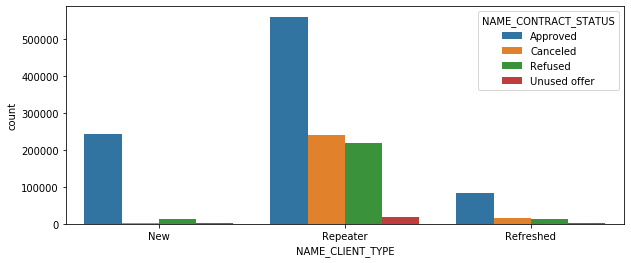 NAME_CONTRACT_STATUS
Approved
Canceled
Refused
Unused offer
500000
400000
300000
200000
100000
0
count
New
Repeater
Refreshed
NAME_CLIENT_TYPE